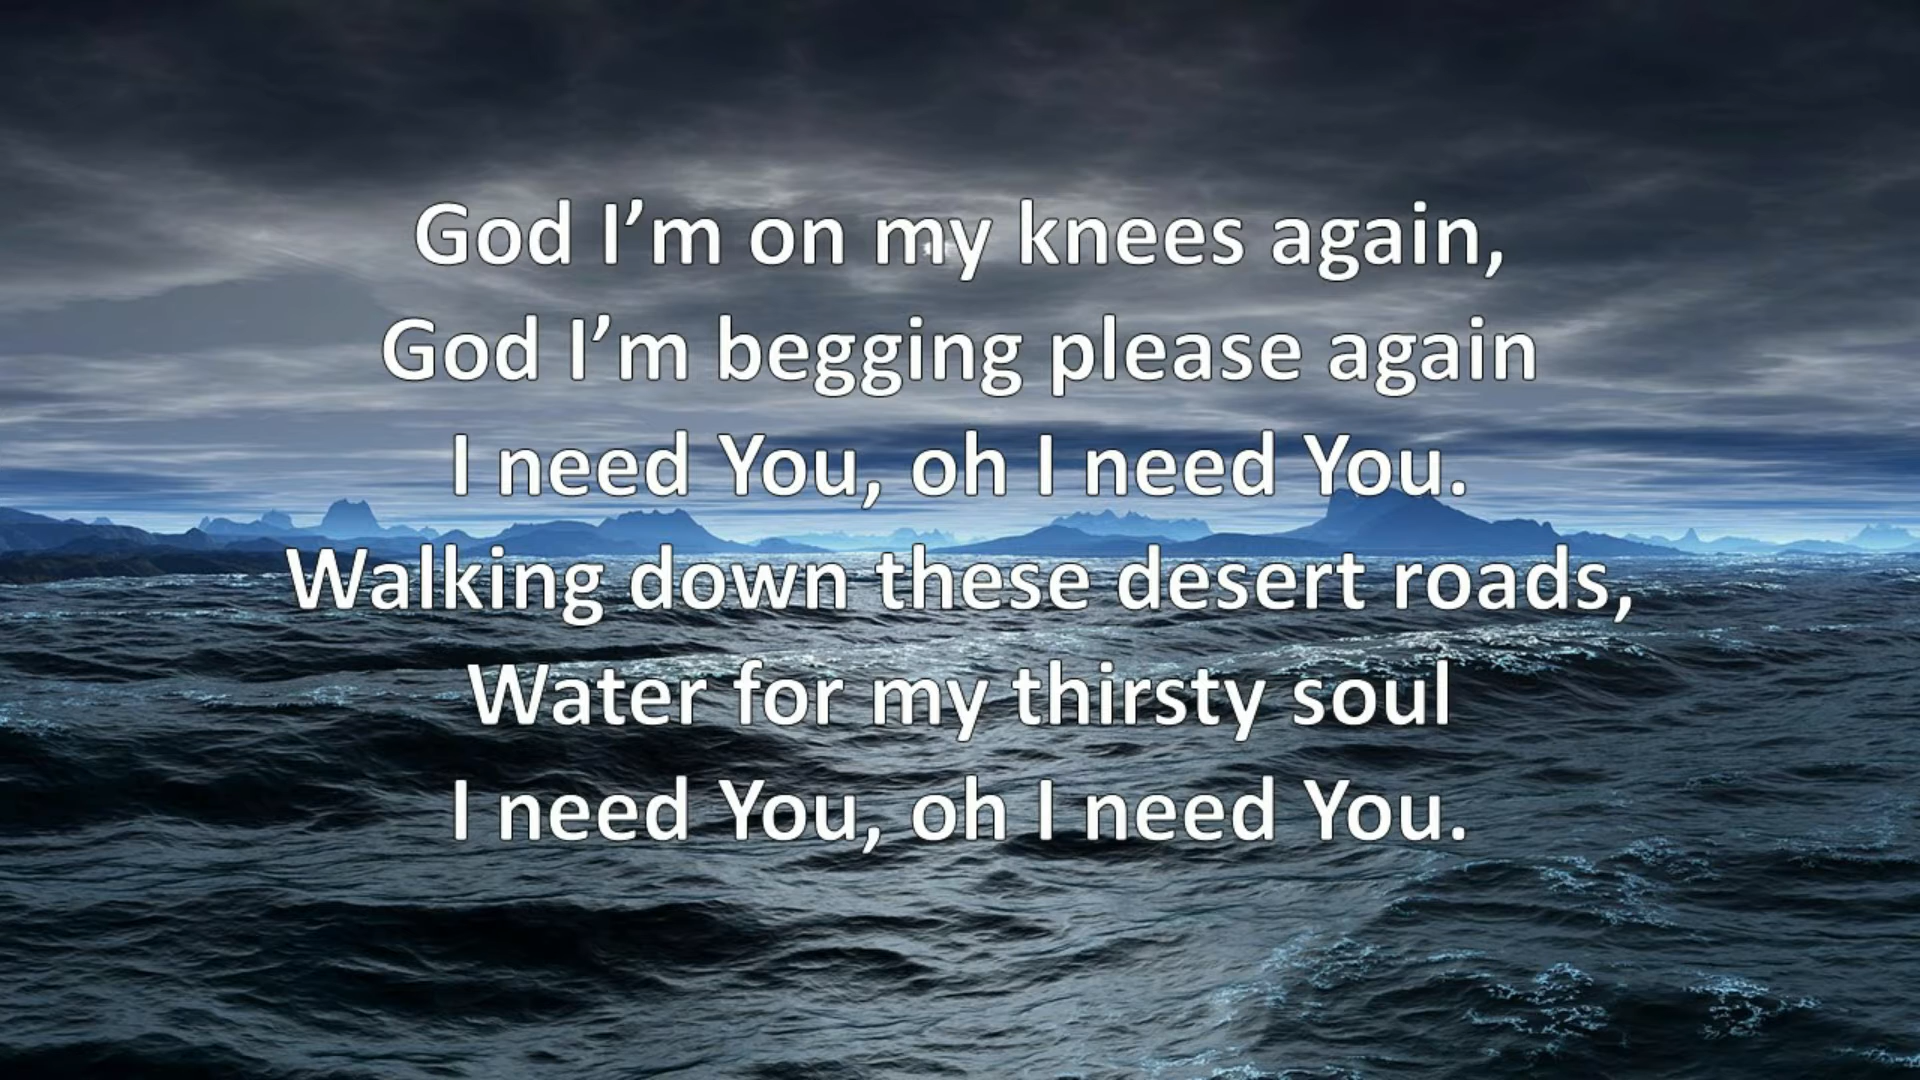 God I’m on my knees again,
God I’m begging please again
I need You, oh I need You.
Walking down these desert roads,
Water for my thirsty soul
I need You, oh I need You.